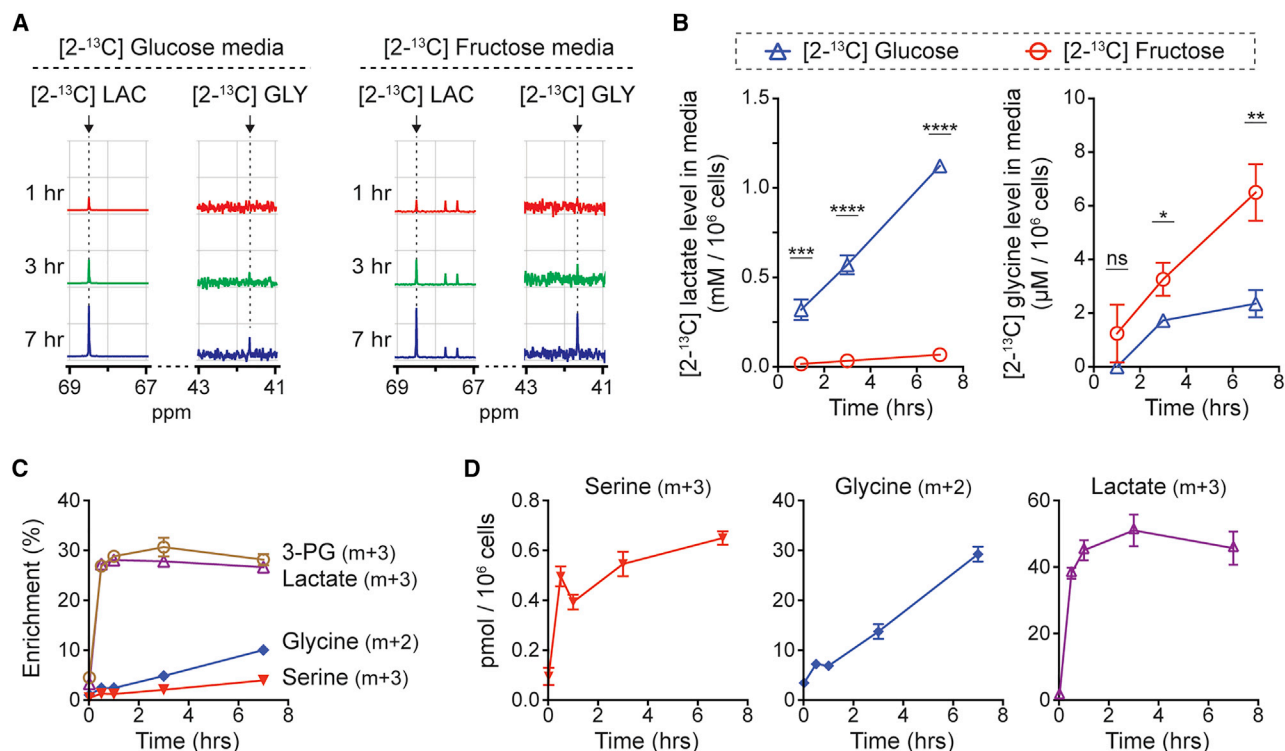 A
[2-¹³C] Glucose media
[2-¹³C] Fructose media
[2-¹³C] LAC
[2-¹³C] GLY
[2-¹³C] LAC
[2-¹³C] GLY
1 hr
3 hr
7 hr
1 hr
3 hr
7 hr
69
67
43
41
ppm
69
67
43
41
ppm
B
[2-¹³C] Glucose
[2-¹³C] Fructose
[2-¹³C] lactate level in media
(mM / 10⁶ cells)
1.5
1.0
0.5
0.0
***
****
****
0
2
4
6
8
Time (hrs)
[2-¹³C] glycine level in media
(µM / 10⁶ cells)
10
8
6
4
2
0
ns
*
**
0
2
4
6
8
Time (hrs)
C
Enrichment (%)
40
30
20
10
0
3-PG (m+3)
Lactate (m+3)
Glycine (m+2)
Serine (m+3)
0
2
4
6
8
Time (hrs)
D
Serine (m+3)
pmol / 10⁶ cells
0.8
0.6
0.4
0.2
0.0
0
2
4
6
8
Time (hrs)
Glycine (m+2)
40
30
20
10
0
0
2
4
6
8
Time (hrs)
Lactate (m+3)
60
40
20
0
0
2
4
6
8
Time (hrs)